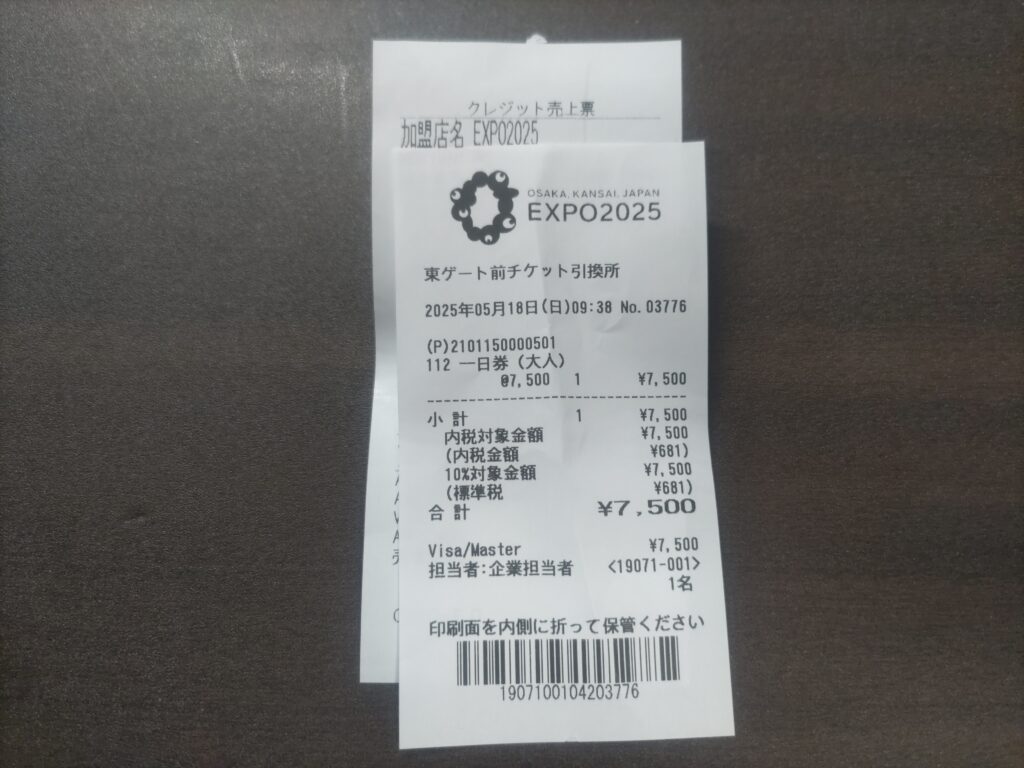 クレジット売上票
加盟店名 EXPO2025
OSAKA, KANSAI, JAPAN
EXPO2025
東ゲート前チケット引換所
2025年05月18日(日)09:38 No.03776
(P)2101150000501
112 一日券(大人)
@7,500 1 ¥7,500
小 計 1 ¥7,500
内税対象金額 ¥7,500
(内税金額 ¥681)
10%対象金額 ¥7,500
(標準税 ¥681)
合 計 ¥7,500
Visa/Master ¥7,500
担当者:企業担当者 <19071-001>
1名
印刷面を内側に折って保管ください
1907100104203776